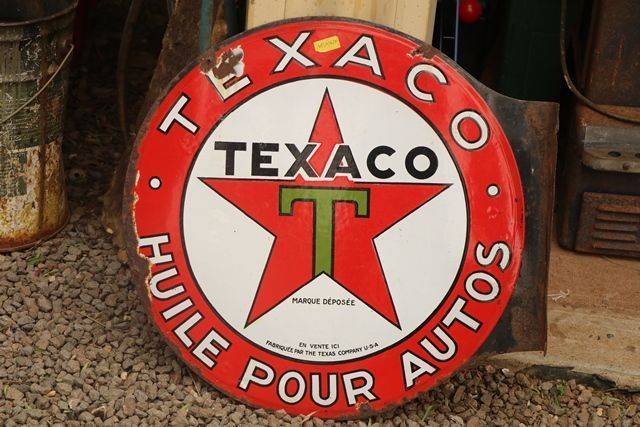 TEXACO
TEXACO
T
MARQUE DÉPOSÉE
EN VENTE ICI
FABRIQUÉE PAR THE TEXAS COMPANY U·S·A
HUILE POUR AUTOS